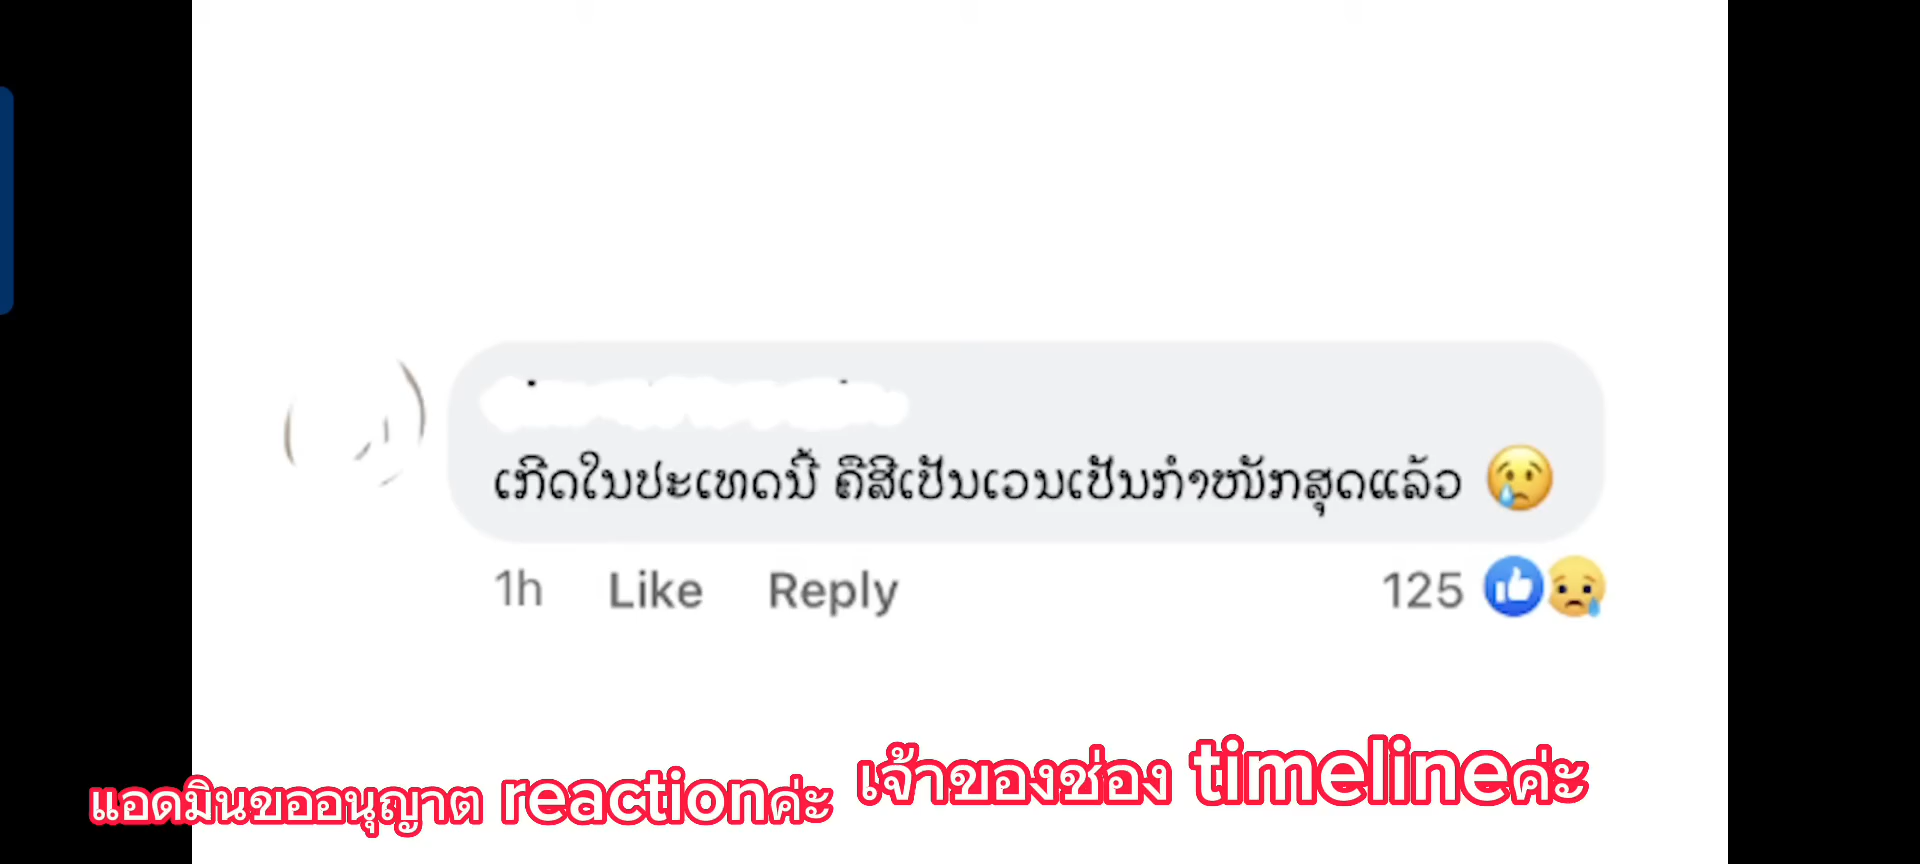 ເກີດໃນປະເທດນີ້ ຄືສິເປັນເວນເປັນກຳໜັກສຸດແລ້ວ 😢
1h Like Reply 125
แอดมินขออนุญาต reactionค่ะ เจ้าของช่อง timelineค่ะ